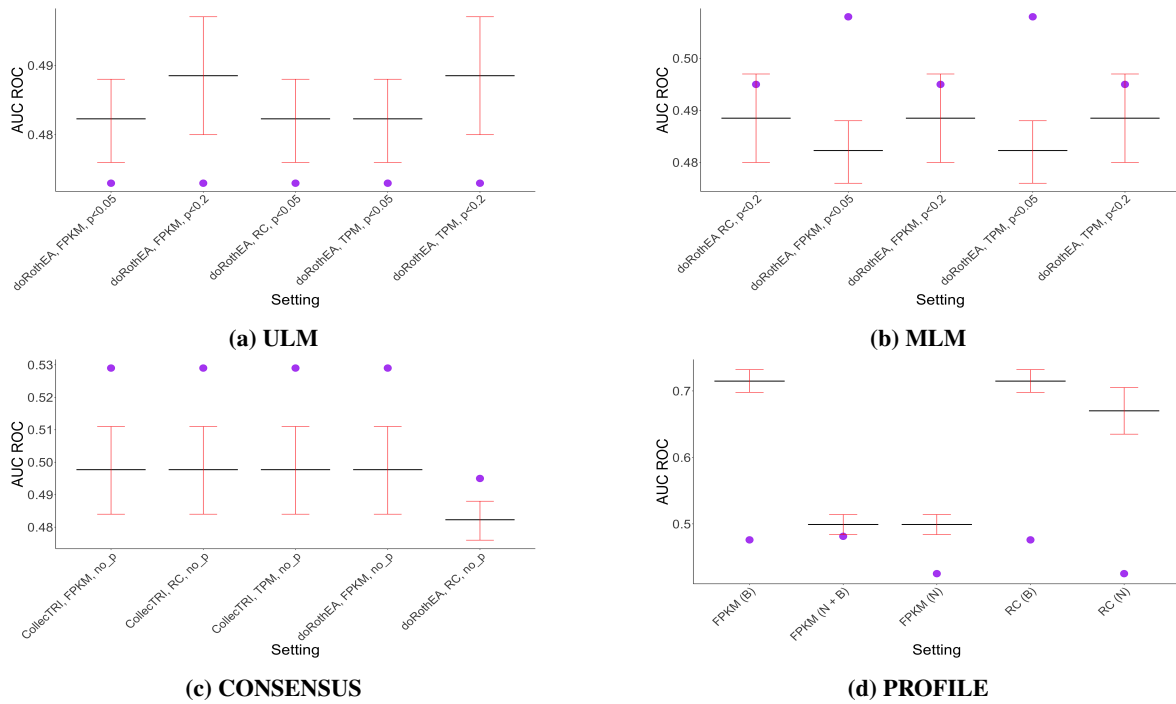 AUC ROC
0.49
0.48
doRothEA, FPKM, p<0.05
doRothEA, FPKM, p<0.2
doRothEA, RC, p<0.05
doRothEA, TPM, p<0.05
doRothEA, TPM, p<0.2
Setting
(a) ULM
AUC ROC
0.50
0.49
0.48
doRothEA RC, p<0.2
doRothEA, FPKM, p<0.05
doRothEA, FPKM, p<0.2
doRothEA, TPM, p<0.05
doRothEA, TPM, p<0.2
Setting
(b) MLM
AUC ROC
0.53
0.52
0.51
0.50
0.49
0.48
CollecTRI, FPKM, no_p
CollecTRI, RC, no_p
CollecTRI, TPM, no_p
doRothEA, FPKM, no_p
doRothEA, RC, no_p
Setting
(c) CONSENSUS
AUC ROC
0.7
0.6
0.5
FPKM (B)
FPKM (N + B)
FPKM (N)
RC (B)
RC (N)
Setting
(d) PROFILE